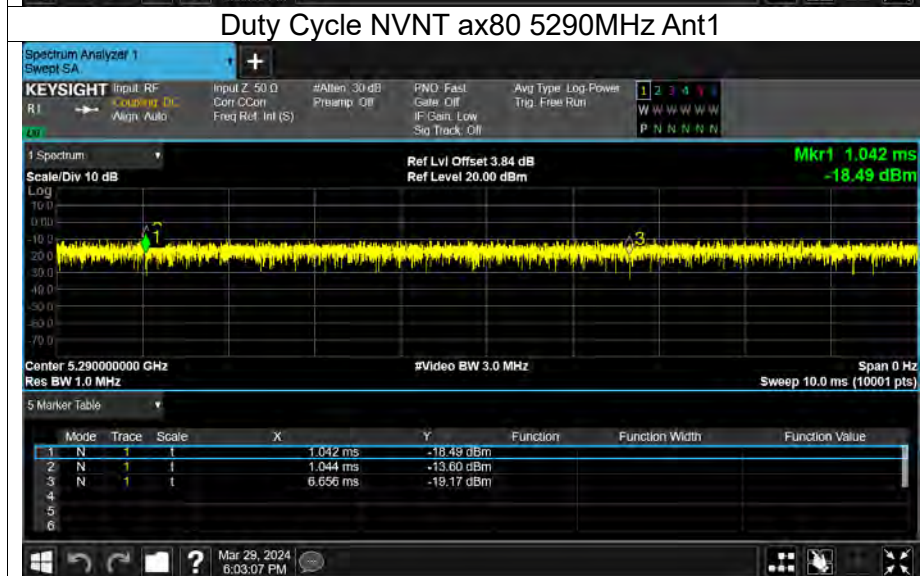 Duty Cycle NVNT ax80 5290MHz Ant1
Spectrum Analyzer 1
Swept SA
+
KEYSIGHT Input: RF Input Z: 50 Ω #Atten: 30 dB PNO: Fast Avg Type: Log-Power 1 2 3 4 5 6
Coupling: DC Corr CCorr Preamp: Off Gate: Off Trig: Free Run W W W W W W
Align: Auto Freq Ref: Int (S) IF Gain: Low
Sig Track: Off P N N N N N
1 Spectrum
Ref Lvl Offset 3.84 dB Mkr1 1.042 ms
Scale/Div 10 dB Ref Level 20.00 dBm -18.49 dBm
Log
10.0
0.00
-10.0
-20.0
-30.0
-40.0
-50.0
-60.0
-70.0
1
3
Center 5.290000000 GHz #Video BW 3.0 MHz Span 0 Hz
Res BW 1.0 MHz Sweep 10.0 ms (10001 pts)
5 Marker Table
Mode Trace Scale X Y Function Function Width Function Value
1 N 1 t 1.042 ms -18.49 dBm
2 N 1 t 1.044 ms -13.60 dBm
3 N 1 t 6.656 ms -19.17 dBm
4
5
6
? Mar 29, 2024
6:03:07 PM